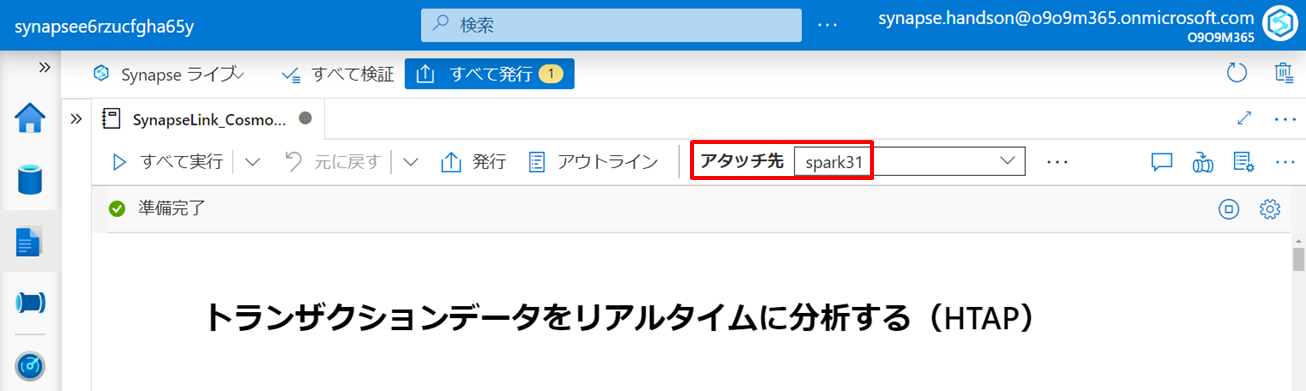 synapsee6rzucfgha65y
検索
synapse.handson@o9o9m365.onmicrosoft.com
O9O9M365
Synapse ライブ
すべて検証
すべて発行 1
SynapseLink_Cosmo...
すべて実行
元に戻す
発行
アウトライン
アタッチ先 spark31
準備完了
トランザクションデータをリアルタイムに分析する（HTAP）